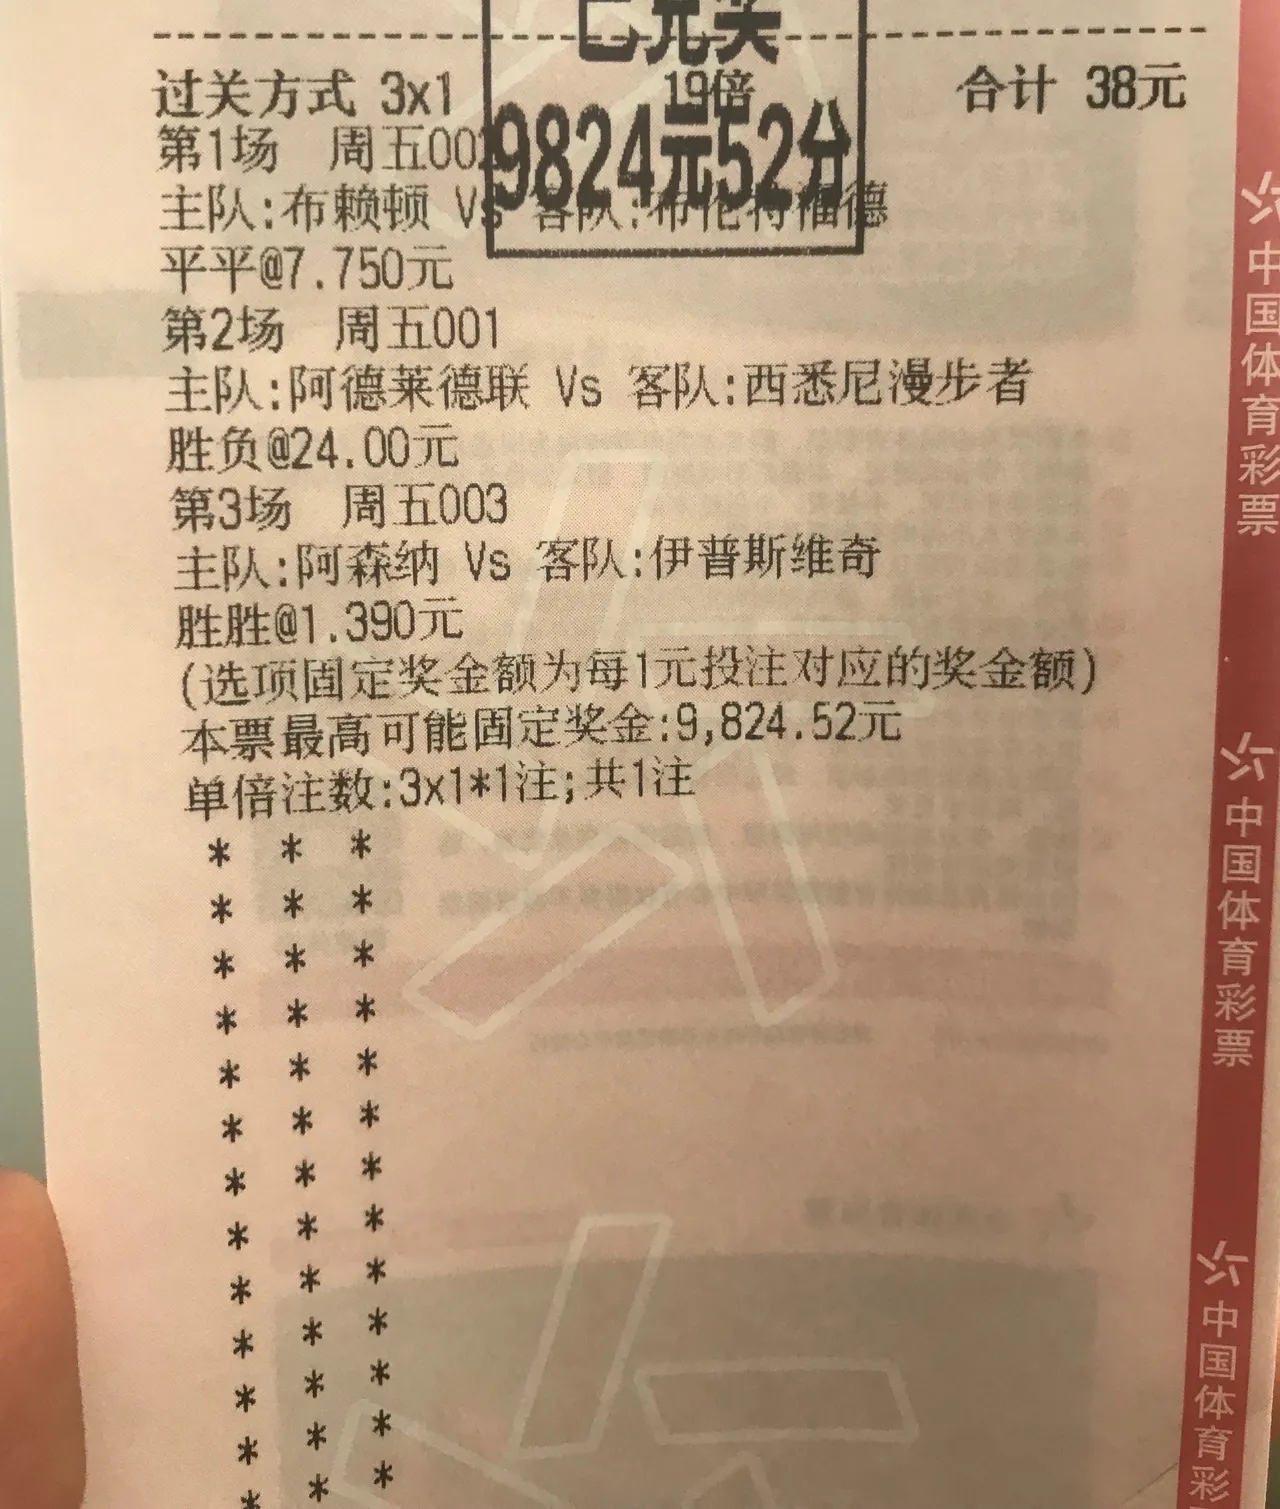 已兑奖
过关方式 3x1 19倍 合计 38元
9824元52分
第1场 周五002
主队:布赖顿 Vs 客队:布伦特福德
平平@7.750元
第2场 周五001
主队:阿德莱德联 Vs 客队:西悉尼漫步者
胜负@24.00元
第3场 周五003
主队:阿森纳 Vs 客队:伊普斯维奇
胜胜@1.390元
(选项固定奖金额为每1元投注对应的奖金额)
本票最高可能固定奖金:9,824.52元
单倍注数:3x1*1注;共1注
* * *
* * *
* * *
* * *
* * *
* * *
* * *
* * *
* * *
* * *
* * *
* * *
* *
中国体育彩票
中国体育彩票
中国体育彩